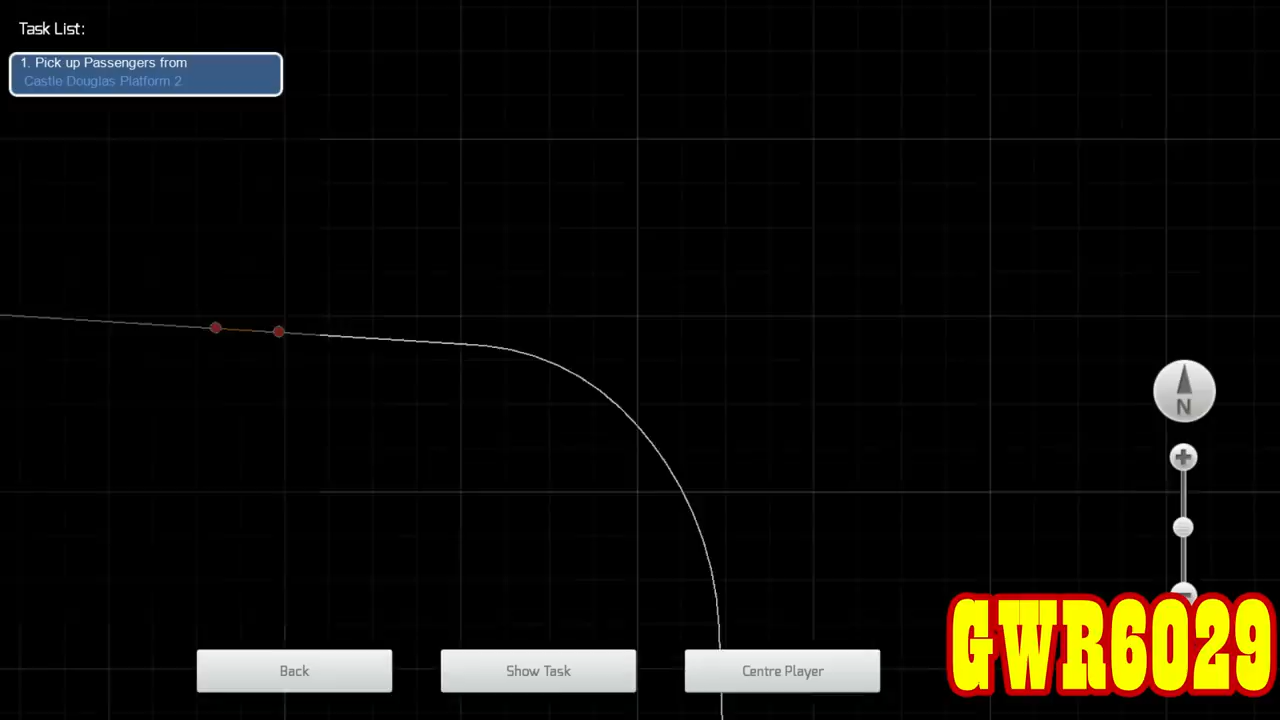 Task List:
1. Pick up Passengers from
Castle Douglas Platform 2
N
Back
Show Task
Centre Player
GWR6029